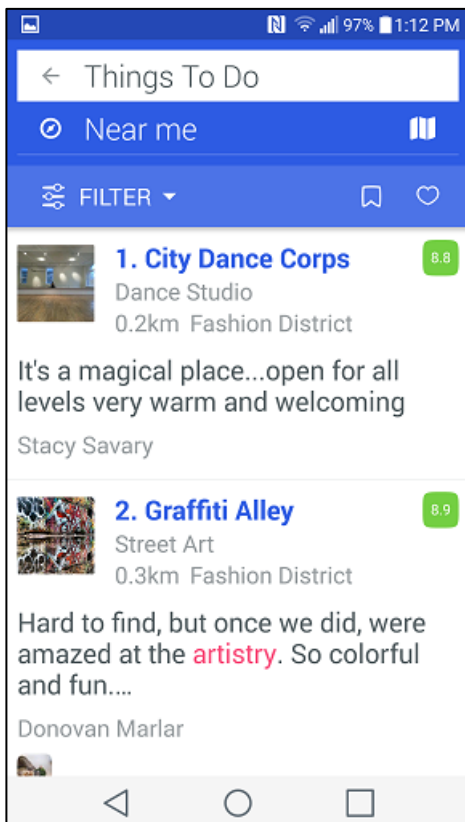 97% 1:12 PM
Things To Do
Near me
FILTER
1. City Dance Corps
8.8
Dance Studio
0.2km Fashion District
It's a magical place...open for all
levels very warm and welcoming
Stacy Savary
2. Graffiti Alley
8.9
Street Art
0.3km Fashion District
Hard to find, but once we did, were
amazed at the artistry. So colorful
and fun....
Donovan Marlar